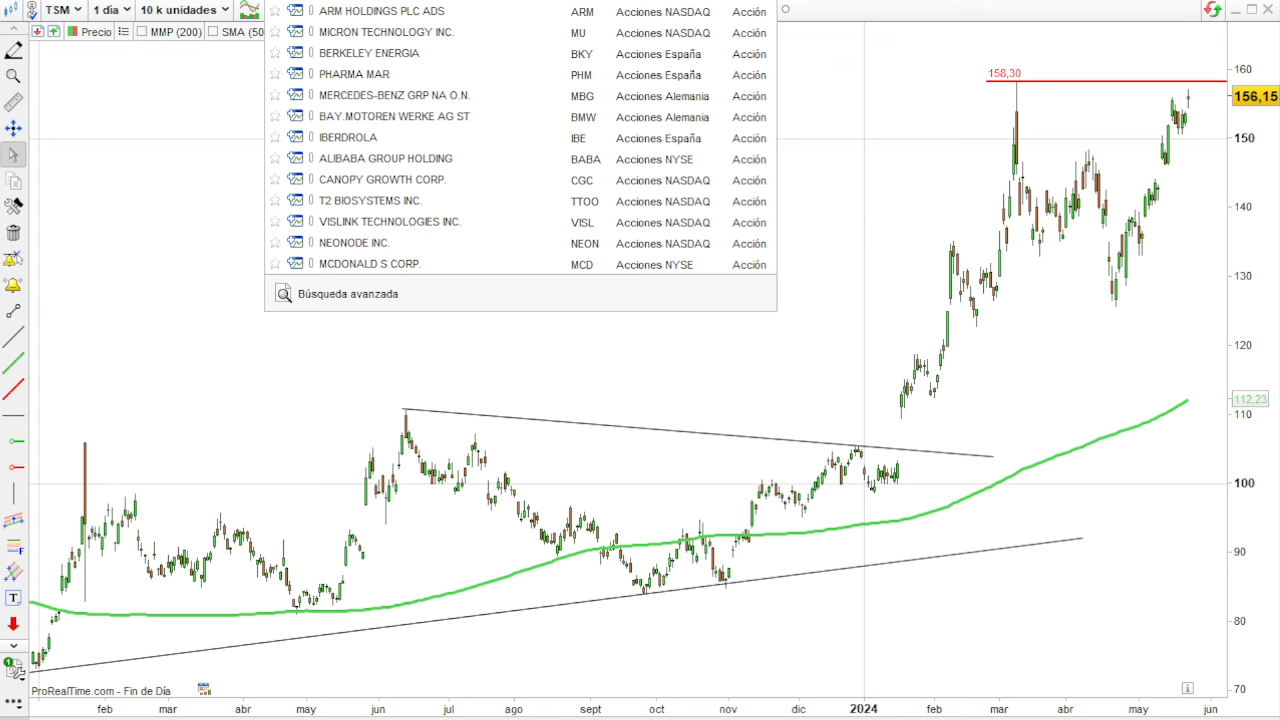 TSM 1 dia 10 k unidades
Precio MMP (200) SMA (50
ARM HOLDINGS PLC ADS ARM Acciones NASDAQ Acción
MICRON TECHNOLOGY INC. MU Acciones NASDAQ Acción
BERKELEY ENERGIA BKY Acciones España Acción
PHARMA MAR PHM Acciones España Acción
MERCEDES-BENZ GRP NA O.N. MBG Acciones Alemania Acción
BAY.MOTOREN WERKE AG ST BMW Acciones Alemania Acción
IBERDROLA IBE Acciones España Acción
ALIBABA GROUP HOLDING BABA Acciones NYSE Acción
CANOPY GROWTH CORP. CGC Acciones NASDAQ Acción
T2 BIOSYSTEMS INC. TTOO Acciones NASDAQ Acción
VISLINK TECHNOLOGIES INC. VISL Acciones NASDAQ Acción
NEONODE INC. NEON Acciones NASDAQ Acción
MCDONALD S CORP. MCD Acciones NYSE Acción
Búsqueda avanzada
158,30
160
156,15
150
140
130
120
112,23
110
100
90
80
70
ProRealTime.com - Fin de Día
feb mar abr may jun jul ago sept oct nov dic 2024 feb mar abr may jun